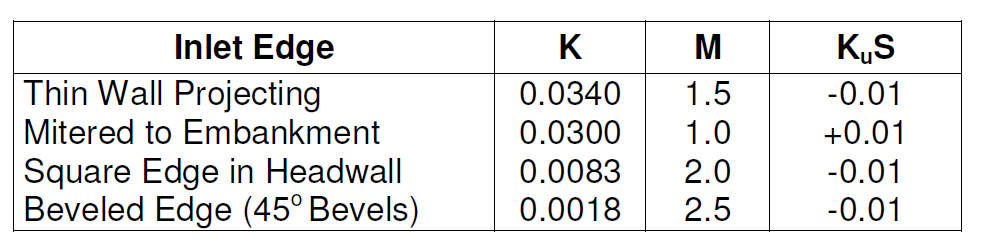 Inlet Edge K M KuS
Thin Wall Projecting 0.0340 1.5 -0.01
Mitered to Embankment 0.0300 1.0 +0.01
Square Edge in Headwall 0.0083 2.0 -0.01
Beveled Edge (45° Bevels) 0.0018 2.5 -0.01